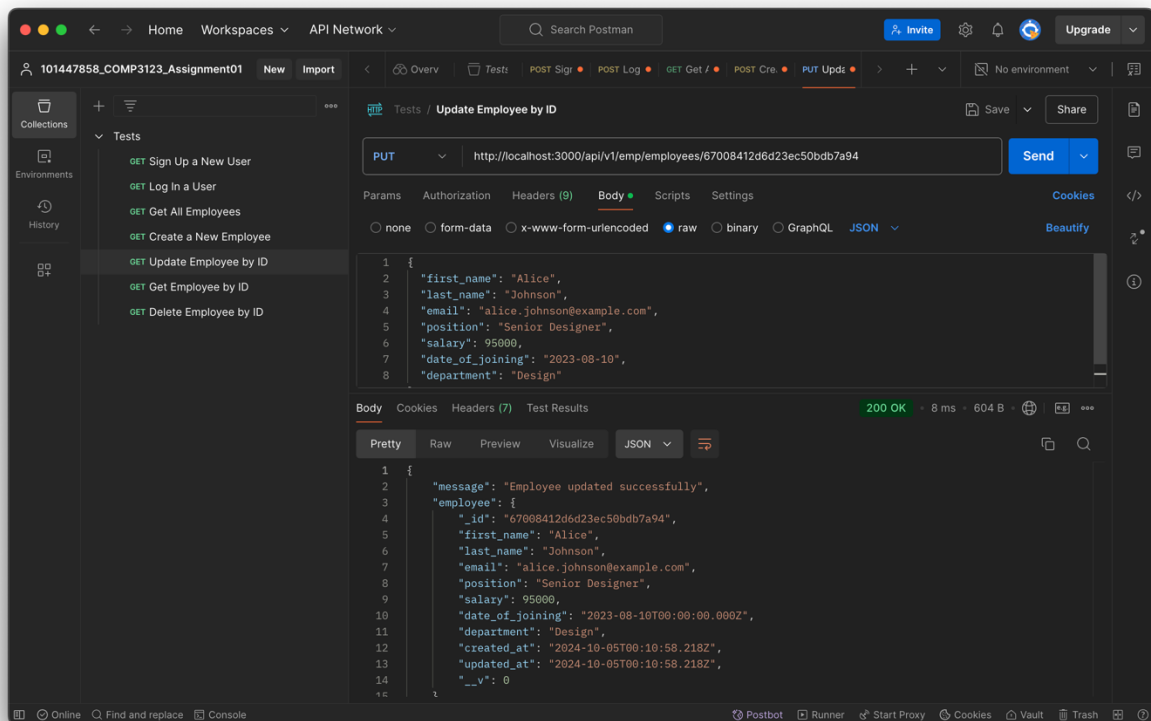 Home Workspaces API Network Search Postman Invite Upgrade
101447858_COMP3123_Assignment01 New Import Overv Tests POST Sigr POST Log GET Get POST Cre. PUT Upda No environment
Collections
Environments
History
Tests
GET Sign Up a New User
GET Log In a User
GET Get All Employees
GET Create a New Employee
GET Update Employee by ID
GET Get Employee by ID
GET Delete Employee by ID
HTTP Tests / Update Employee by ID Save Share
PUT http://localhost:3000/api/v1/emp/employees/67008412d6d23ec50bdb7a94 Send
Params Authorization Headers (9) Body Scripts Settings Cookies
none form-data x-www-form-urlencoded raw binary GraphQL JSON Beautify
1 {
2 "first_name": "Alice",
3 "last_name": "Johnson",
4 "email": "alice.johnson@example.com",
5 "position": "Senior Designer",
6 "salary": 95000,
7 "date_of_joining": "2023-08-10",
8 "department": "Design"
Body Cookies Headers (7) Test Results 200 OK 8 ms 604 B e.g.
Pretty Raw Preview Visualize JSON
1 {
2 "message": "Employee updated successfully",
3 "employee": {
4 "_id": "67008412d6d23ec50bdb7a94",
5 "first_name": "Alice",
6 "last_name": "Johnson",
7 "email": "alice.johnson@example.com",
8 "position": "Senior Designer",
9 "salary": 95000,
10 "date_of_joining": "2023-08-10T00:00:00.000Z",
11 "department": "Design",
12 "created_at": "2024-10-05T00:10:58.218Z",
13 "updated_at": "2024-10-05T00:10:58.218Z",
14 "__v": 0
15 }
Online Find and replace Console Postbot Runner Start Proxy Cookies Vault Trash